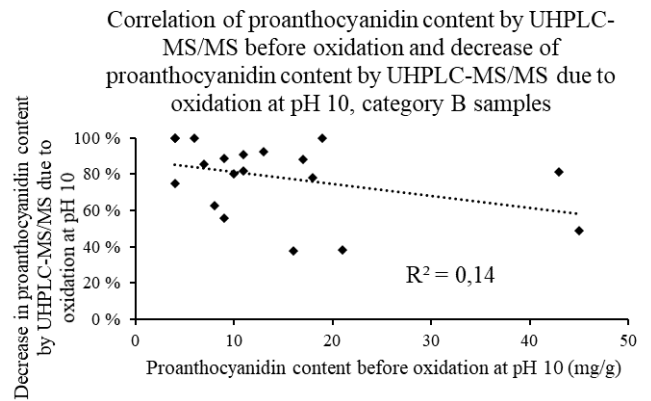 Correlation of proanthocyanidin content by UHPLC-
MS/MS before oxidation and decrease of
proanthocyanidin content by UHPLC-MS/MS due to
oxidation at pH 10, category B samples
Decrease in proanthocyanidin content
by UHPLC-MS/MS due to
oxidation at pH 10
100 %
80 %
60 %
40 %
20 %
0 %
R² = 0,14
0 10 20 30 40 50
Proanthocyanidin content before oxidation at pH 10 (mg/g)